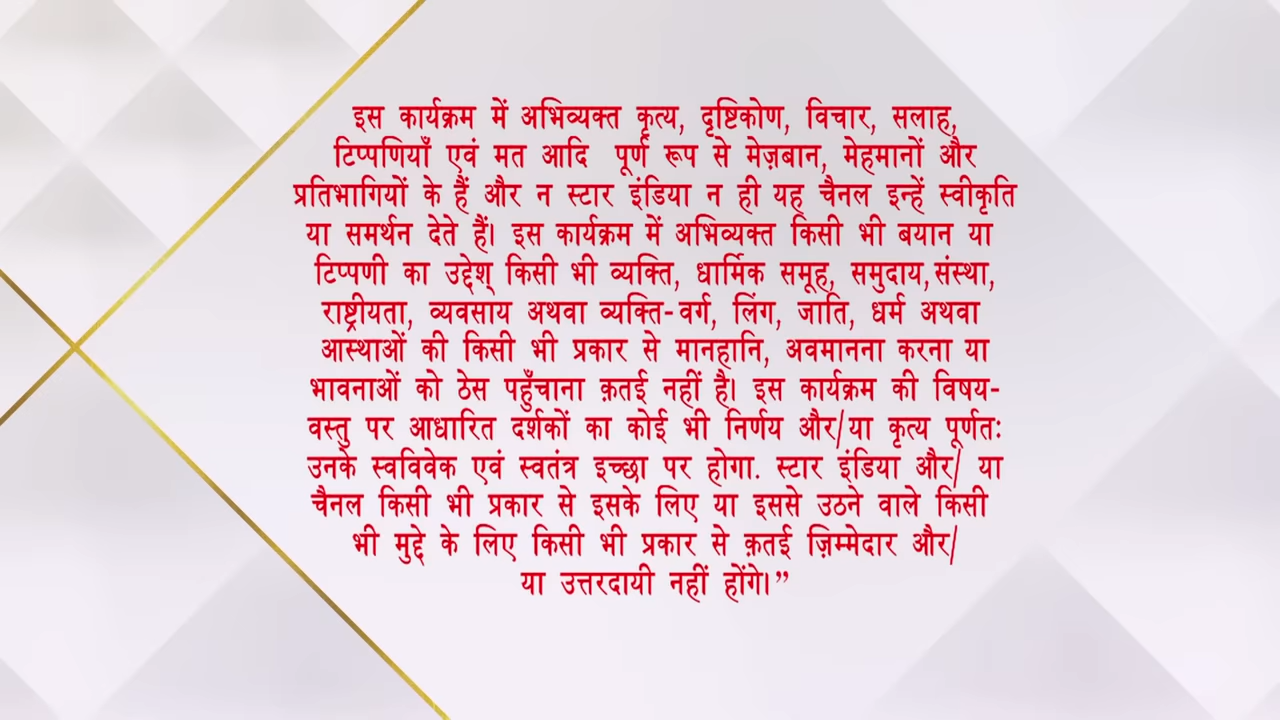 इस कार्यक्रम में अभिव्यक्त कृत्य, दृष्टिकोण, विचार, सलाह,
टिप्पणियाँ एवं मत आदि पूर्ण रूप से मेज़बान, मेहमानों और
प्रतिभागियों के हैं और न स्टार इंडिया न ही यह चैनल इन्हें स्वीकृति
या समर्थन देते हैं। इस कार्यक्रम में अभिव्यक्त किसी भी बयान या
टिप्पणी का उद्देश् किसी भी व्यक्ति, धार्मिक समूह, समुदाय,संस्था,
राष्ट्रीयता, व्यवसाय अथवा व्यक्ति-वर्ग, लिंग, जाति, धर्म अथवा
आस्थाओं की किसी भी प्रकार से मानहानि, अवमानना करना या
भावनाओं को ठेस पहुँचाना क़तई नहीं है। इस कार्यक्रम की विषय-
वस्तु पर आधारित दर्शकों का कोई भी निर्णय और/या कृत्य पूर्णतः
उनके स्वविवेक एवं स्वतंत्र इच्छा पर होगा. स्टार इंडिया और/ या
चैनल किसी भी प्रकार से इसके लिए या इससे उठने वाले किसी
भी मुद्दे के लिए किसी भी प्रकार से क़तई ज़िम्मेदार और/
या उत्तरदायी नहीं होंगे।”